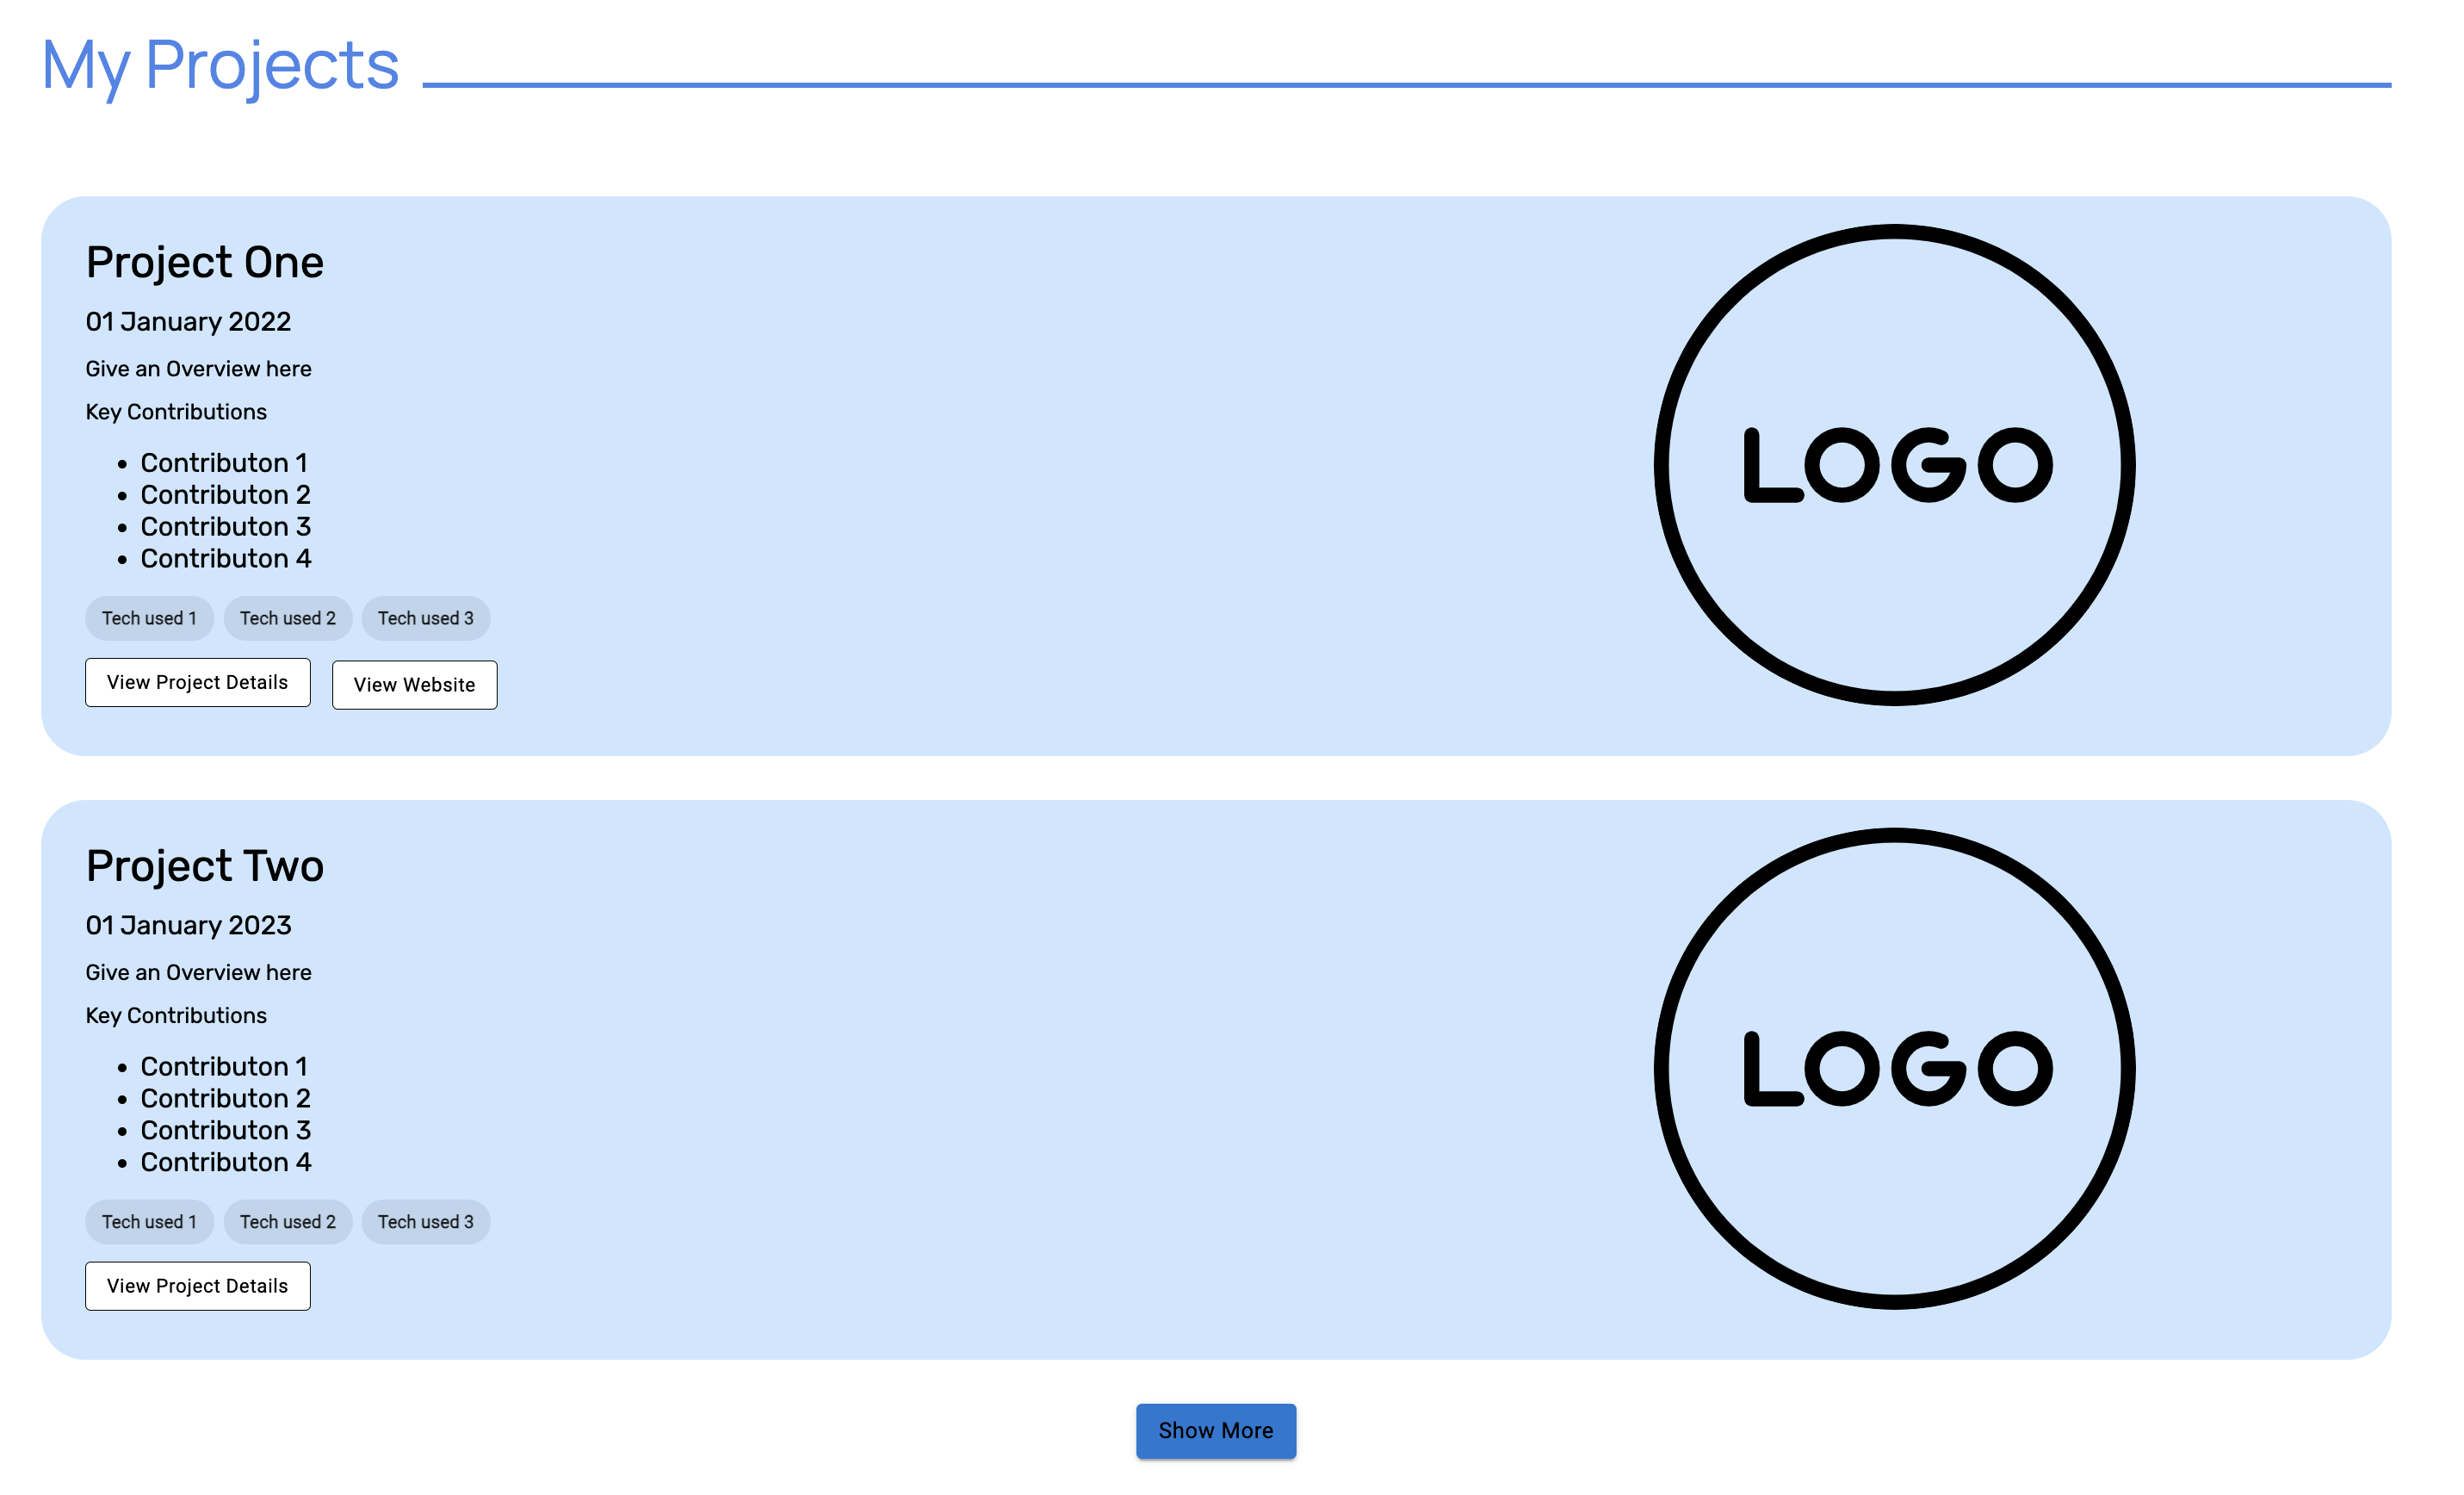 My Projects
Project One
01 January 2022
Give an Overview here
Key Contributions
• Contributon 1
• Contributon 2
• Contributon 3
• Contributon 4
Tech used 1 Tech used 2 Tech used 3
View Project Details View Website
LOGO
Project Two
01 January 2023
Give an Overview here
Key Contributions
• Contributon 1
• Contributon 2
• Contributon 3
• Contributon 4
Tech used 1 Tech used 2 Tech used 3
View Project Details
LOGO
Show More